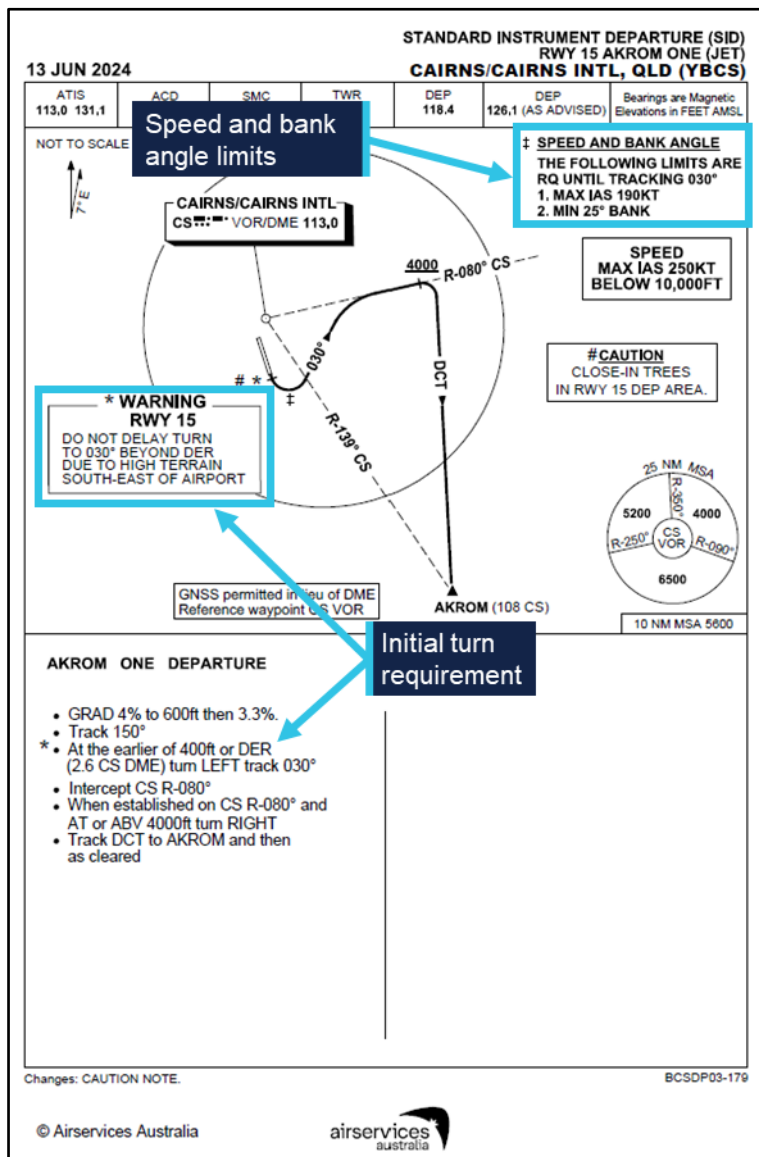 STANDARD INSTRUMENT DEPARTURE (SID)
RWY 15 AKROM ONE (JET)
13 JUN 2024
CAIRNS/CAIRNS INTL, QLD (YBCS)
ATIS
113,0 131,1
ACD
SMC
TWR
DEP
118.4
DEP
126,1 (AS ADVISED)
Bearings are Magnetic
Elevations in FEET AMSL
NOT TO SCALE
7°E
Speed and bank
angle limits
‡ SPEED AND BANK ANGLE
THE FOLLOWING LIMITS ARE
RQ UNTIL TRACKING 030°
1. MAX IAS 190KT
2. MIN 25° BANK
CAIRNS/CAIRNS INTL
CS VOR/DME 113,0
4000
R-080° CS
SPEED
MAX IAS 250KT
BELOW 10,000FT
030°
DCT
# *
‡
R-139° CS
#CAUTION
CLOSE-IN TREES
IN RWY 15 DEP AREA.
* WARNING
RWY 15
DO NOT DELAY TURN
TO 030° BEYOND DER
DUE TO HIGH TERRAIN
SOUTH-EAST OF AIRPORT
25 NM MSA
R-350°
5200
4000
CS
VOR
R-250°
R-090°
6500
10 NM MSA 5600
GNSS permitted in lieu of DME
Reference waypoint CS VOR
AKROM (108 CS)
Initial turn
requirement
AKROM ONE DEPARTURE
• GRAD 4% to 600ft then 3.3%.
• Track 150°
* • At the earlier of 400ft or DER
(2.6 CS DME) turn LEFT track 030°
• Intercept CS R-080°
• When established on CS R-080° and
AT or ABV 4000ft turn RIGHT
• Track DCT to AKROM and then
as cleared
Changes: CAUTION NOTE.
BCSDP03-179
© Airservices Australia
airservices
australia